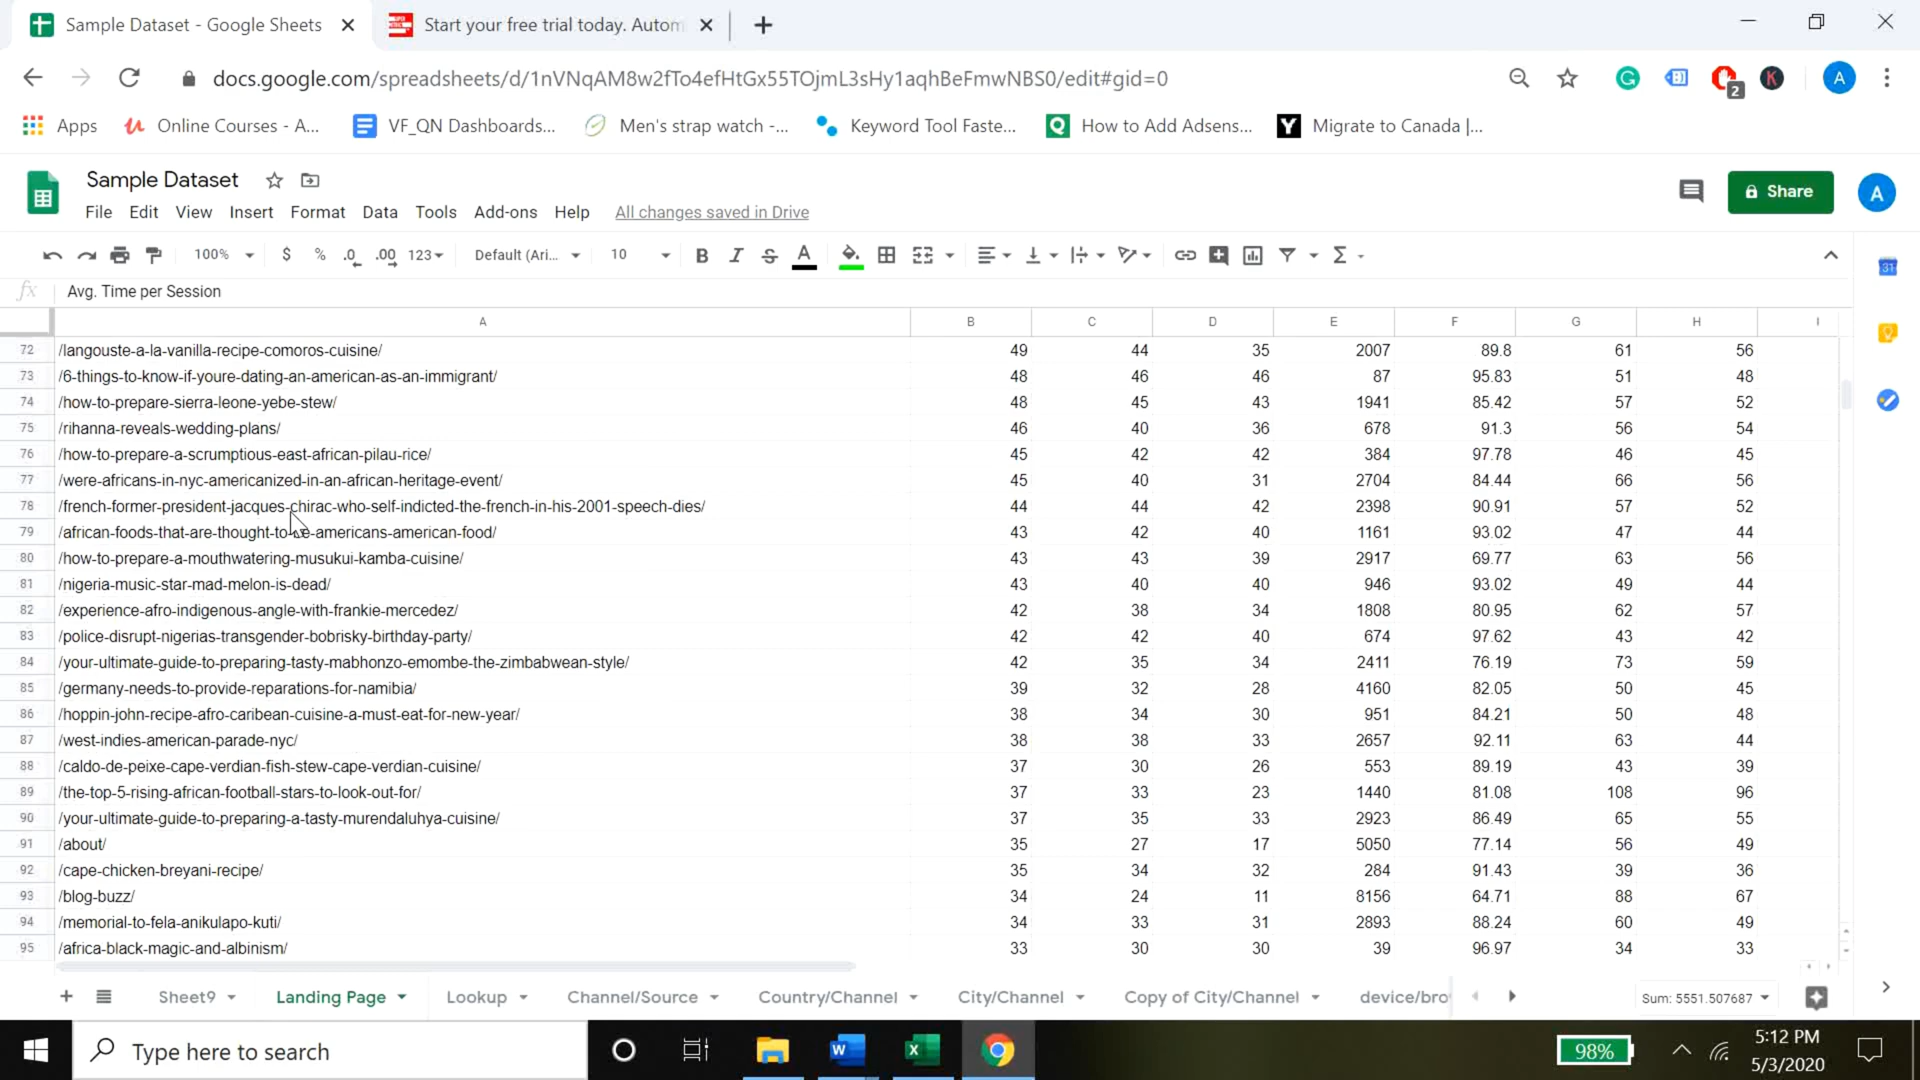 Sample Dataset - Google Sheets
Start your free trial today. Autom
docs.google.com/spreadsheets/d/1nVNqAM8w2fTo4efHtGx55TOjmL3sHy1aqhBeFmwNBS0/edit#gid=0
2
A
Apps
Online Courses - A...
VF_QN Dashboards...
Men's strap watch -...
Keyword Tool Faste...
How to Add Adsens...
Migrate to Canada |...
Sample Dataset
Share
A
File Edit View Insert Format Data Tools Add-ons Help All changes saved in Drive
100% $ % .0 .00 123 Default (Ari... 10 B I S A Σ
31
fx Avg. Time per Session
A B C D E F G H I
72 /langouste-a-la-vanilla-recipe-comoros-cuisine/ 49 44 35 2007 89.8 61 56
73 /6-things-to-know-if-youre-dating-an-american-as-an-immigrant/ 48 46 46 87 95.83 51 48
74 /how-to-prepare-sierra-leone-yebe-stew/ 48 45 43 1941 85.42 57 52
75 /rihanna-reveals-wedding-plans/ 46 40 36 678 91.3 56 54
76 /how-to-prepare-a-scrumptious-east-african-pilau-rice/ 45 42 42 384 97.78 46 45
77 /were-africans-in-nyc-americanized-in-an-african-heritage-event/ 45 40 31 2704 84.44 66 56
78 /french-former-president-jacques-chirac-who-self-indicted-the-french-in-his-2001-speech-dies/ 44 44 42 2398 90.91 57 52
79 /african-foods-that-are-thought-to-be-americans-american-food/ 43 42 40 1161 93.02 47 44
80 /how-to-prepare-a-mouthwatering-musukui-kamba-cuisine/ 43 43 39 2917 69.77 63 56
81 /nigeria-music-star-mad-melon-is-dead/ 43 40 40 946 93.02 49 44
82 /experience-afro-indigenous-angle-with-frankie-mercedez/ 42 38 34 1808 80.95 62 57
83 /police-disrupt-nigerias-transgender-bobrisky-birthday-party/ 42 42 40 674 97.62 43 42
84 /your-ultimate-guide-to-preparing-tasty-mabhonzo-emombe-the-zimbabwean-style/ 42 35 34 2411 76.19 73 59
85 /germany-needs-to-provide-reparations-for-namibia/ 39 32 28 4160 82.05 50 45
86 /hoppin-john-recipe-afro-caribean-cuisine-a-must-eat-for-new-year/ 38 34 30 951 84.21 50 48
87 /west-indies-american-parade-nyc/ 38 38 33 2657 92.11 63 44
88 /caldo-de-peixe-cape-verdian-fish-stew-cape-verdian-cuisine/ 37 30 26 553 89.19 43 39
89 /the-top-5-rising-african-football-stars-to-look-out-for/ 37 33 23 1440 81.08 108 96
90 /your-ultimate-guide-to-preparing-a-tasty-murendaluhya-cuisine/ 37 35 33 2923 86.49 65 55
91 /about/ 35 27 17 5050 77.14 56 49
92 /cape-chicken-breyani-recipe/ 35 34 32 284 91.43 39 36
93 /blog-buzz/ 34 24 11 8156 64.71 88 67
94 /memorial-to-fela-anikulapo-kuti/ 34 33 31 2893 88.24 60 49
95 /africa-black-magic-and-albinism/ 33 30 30 39 96.97 34 33
Sheet9 Landing Page Lookup Channel/Source Country/Channel City/Channel Copy of City/Channel device/bro
Sum: 5551.507687
Type here to search
98%
5:12 PM
5/3/2020